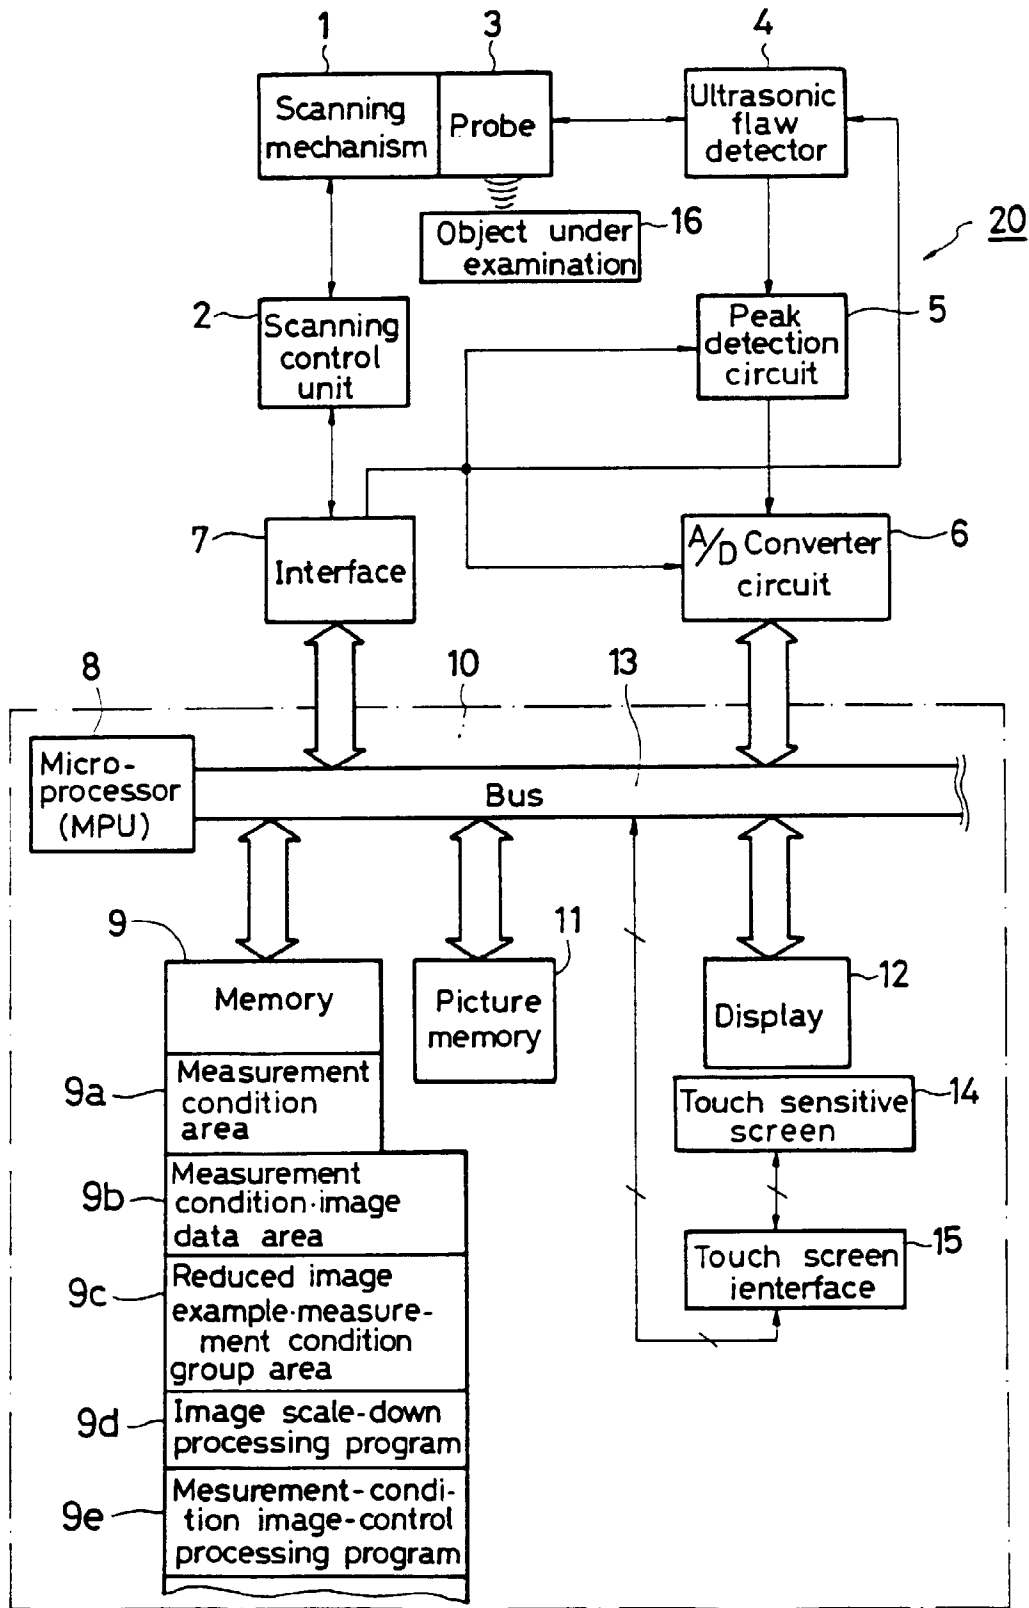 1
3
4
Scanning
mechanism
Probe
Ultrasonic
flaw
detector
Object under
examination
16
20
2
Scanning
control
unit
Peak
detection
circuit
5
7
Interface
A/D Converter
circuit
6
8
10
13
Micro-
processor
(MPU)
Bus
9
11
12
Memory
Picture
memory
Display
9a
Measurement
condition
area
Touch sensitive
screen
14
9b
Measurement
condition·image
data area
Touch screen
ienterface
15
9c
Reduced image
example·measure-
ment condition
group area
9d
Image scale-down
processing program
9e
Mesurement-condi-
tion image-control
processing program